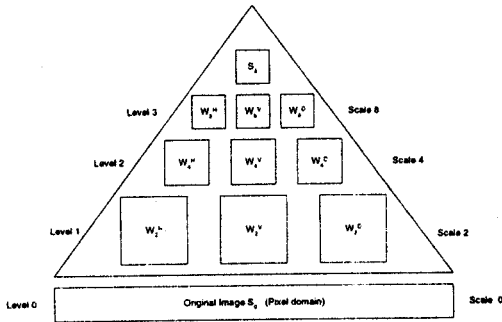 S₈
Level 3 W₈ᴴ W₈ⱽ W₈ᴰ Scale 8
Level 2 W₄ᴴ W₄ⱽ W₄ᴰ Scale 4
Level 1 W₂ᴴ W₂ⱽ W₂ᴰ Scale 2
Level 0 Original Image S₀ (Pixel domain) Scale 0